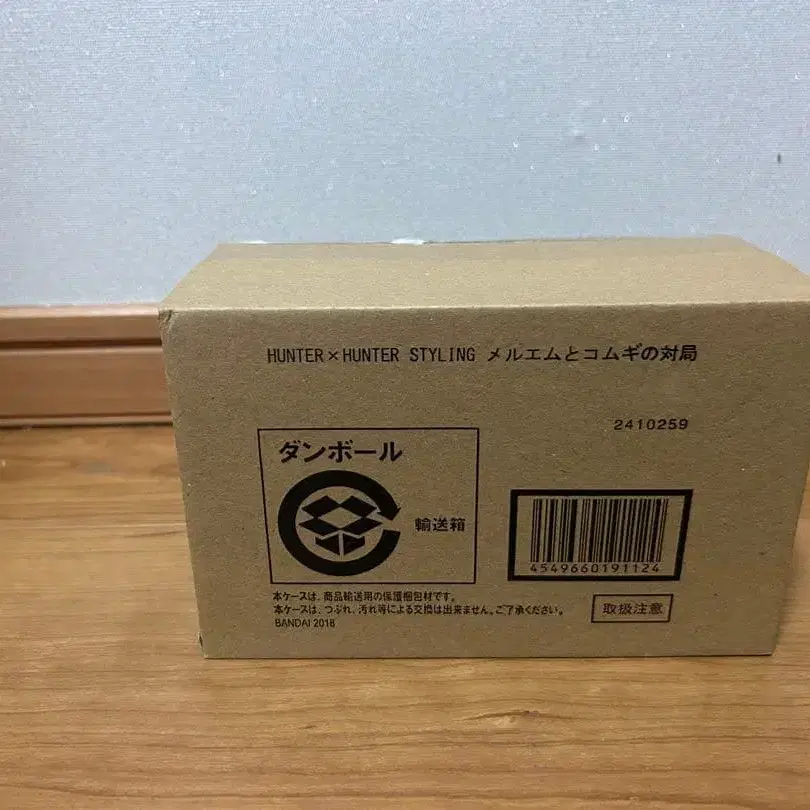 HUNTER×HUNTER STYLING メルエムとコムギの対局
2410259
ダンボール
輸送箱
4549660191124
本ケースは、商品輸送用の保護梱包材です。
本ケースは、つぶれ、汚れ等による交換は出来ません。ご了承ください。
BANDAI 2018
取扱注意